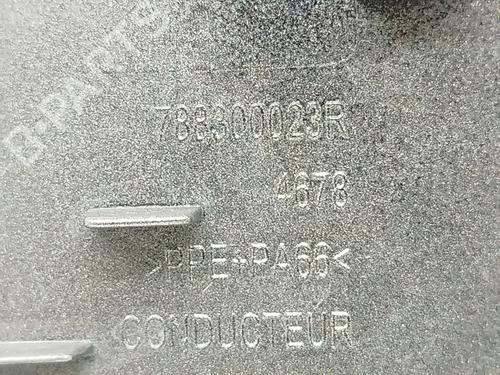 B-PARTS
788300023R
4678
>PPE+PA66<
CONDUCTEUR